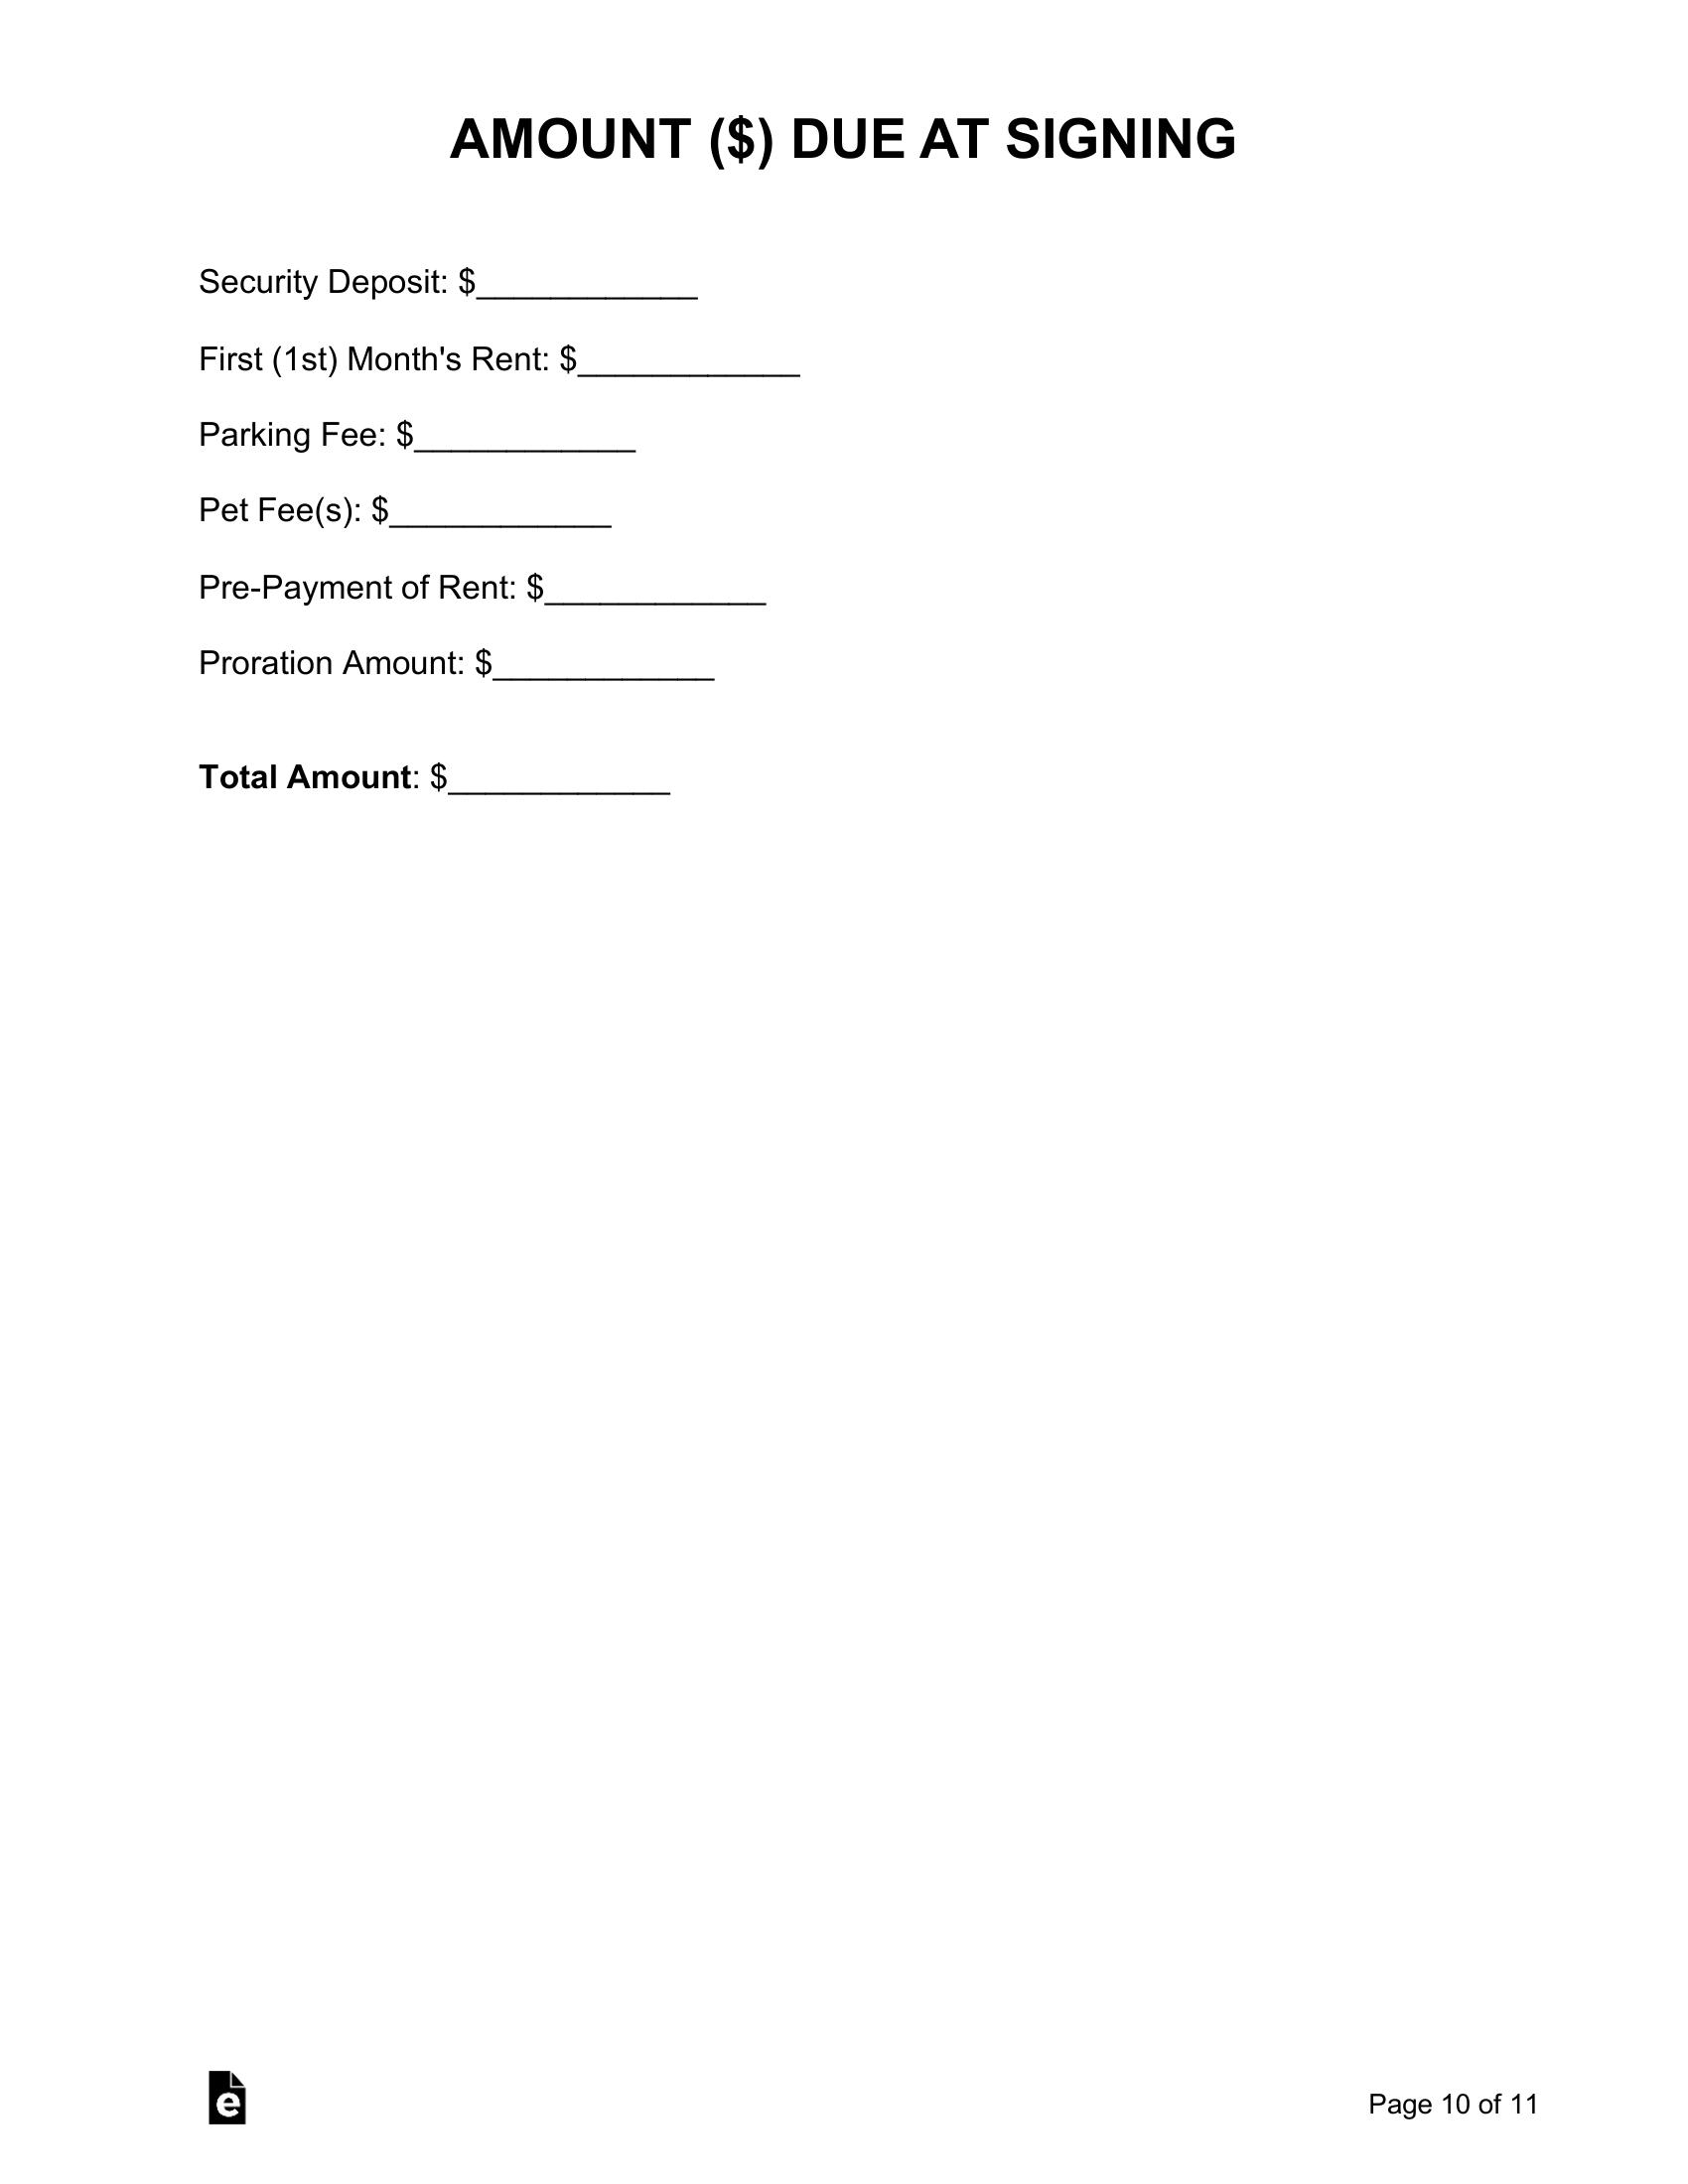 AMOUNT ($) DUE AT SIGNING
Security Deposit: $____________
First (1st) Month's Rent: $____________
Parking Fee: $____________
Pet Fee(s): $____________
Pre-Payment of Rent: $____________
Proration Amount: $____________
Total Amount: $____________
e
Page 10 of 11